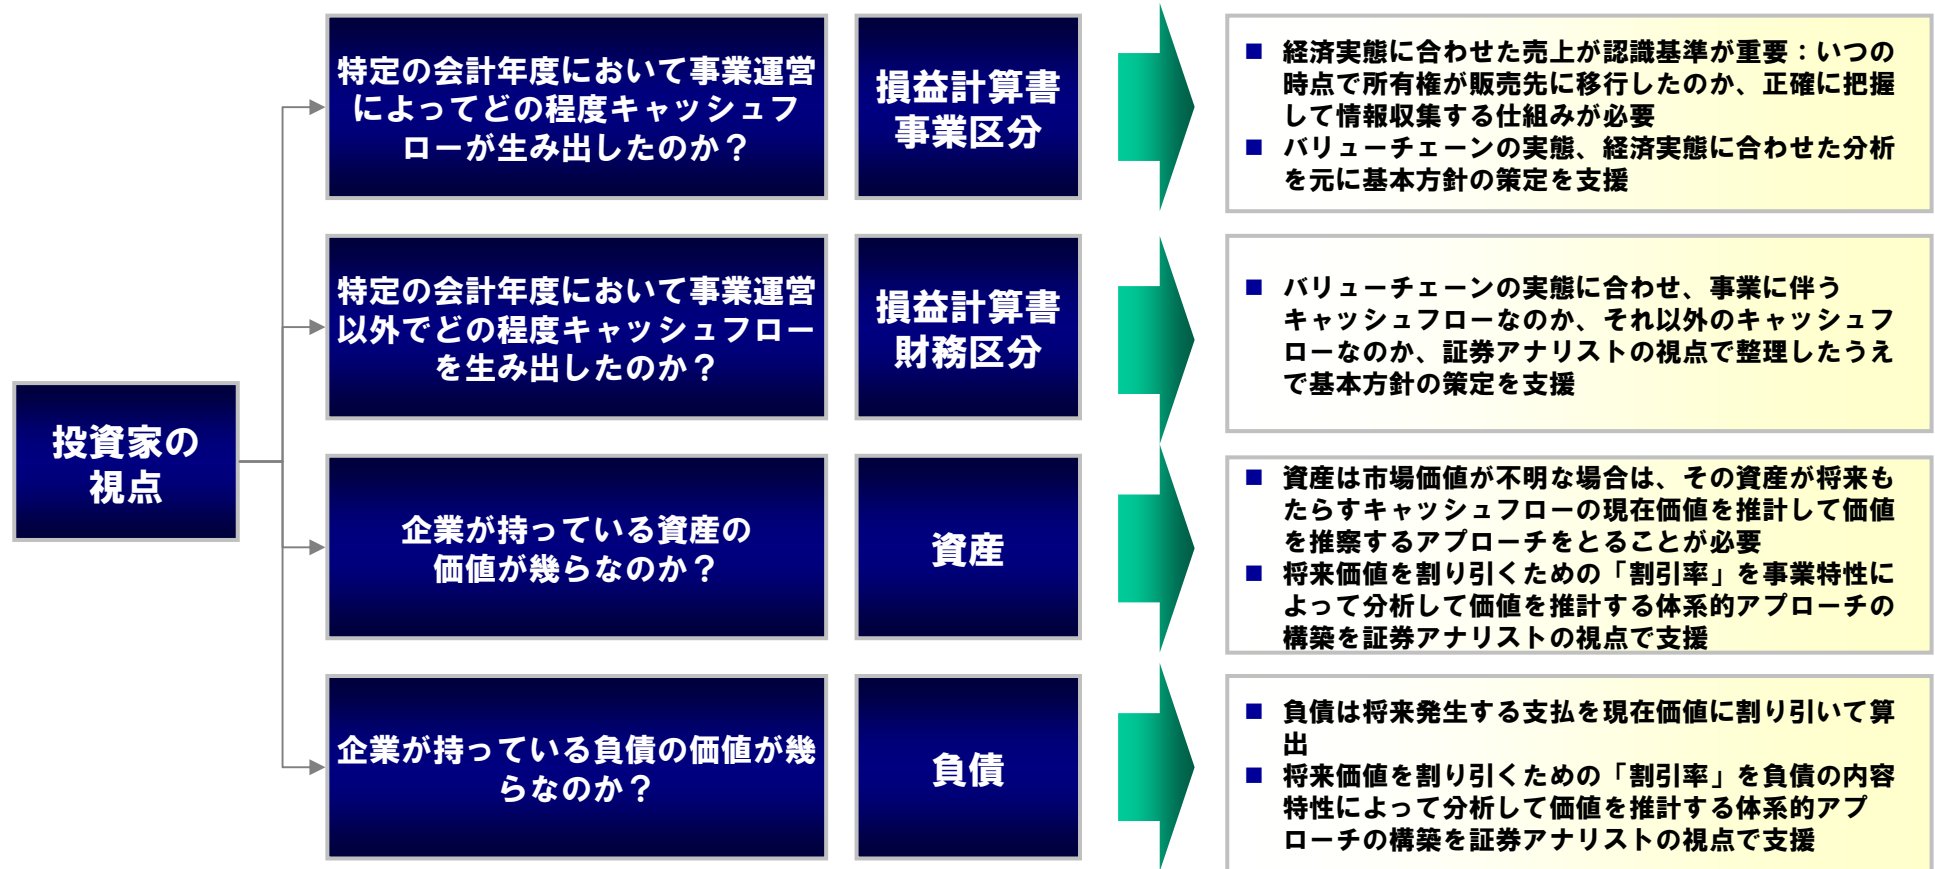 投資家の
視点
特定の会計年度において事業運営
によってどの程度キャッシュフ
ローが生み出したのか？
損益計算書
事業区分
■ 経済実態に合わせた売上が認識基準が重要：いつの
時点で所有権が販売先に移行したのか、正確に把握
して情報収集する仕組みが必要
■ バリューチェーンの実態、経済実態に合わせた分析
を元に基本方針の策定を支援
特定の会計年度において事業運営
以外でどの程度キャッシュフロー
を生み出したのか？
損益計算書
財務区分
■ バリューチェーンの実態に合わせ、事業に伴う
キャッシュフローなのか、それ以外のキャッシュフ
ローなのか、証券アナリストの視点で整理したうえ
で基本方針の策定を支援
企業が持っている資産の
価値が幾らなのか？
資産
■ 資産は市場価値が不明な場合は、その資産が将来も
たらすキャッシュフローの現在価値を推計して価値
を推察するアプローチをとることが必要
■ 将来価値を割り引くための「割引率」を事業特性に
よって分析して価値を推計する体系的アプローチの
構築を証券アナリストの視点で支援
企業が持っている負債の価値が幾
らなのか？
負債
■ 負債は将来発生する支払を現在価値に割り引いて算
出
■ 将来価値を割り引くための「割引率」を負債の内容
特性によって分析して価値を推計する体系的アプ
ローチの構築を証券アナリストの視点で支援